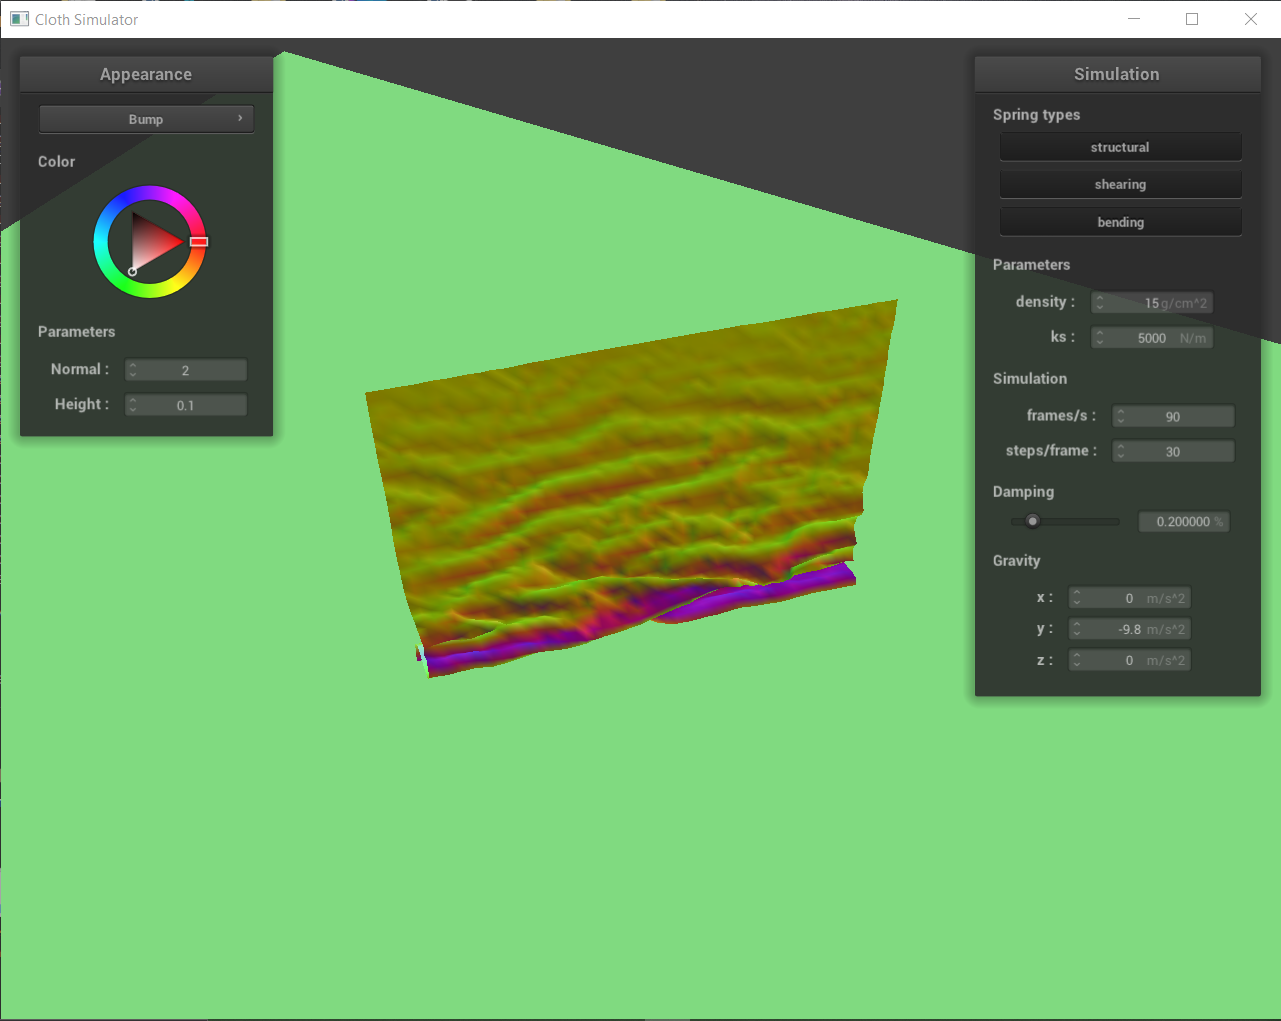 Cloth Simulator
Appearance
Bump
Color
Parameters
Normal : 2
Height : 0.1
Simulation
Spring types
structural
shearing
bending
Parameters
density : 15 g/cm^2
ks : 5000 N/m
Simulation
frames/s : 90
steps/frame : 30
Damping
0.200000 %
Gravity
x : 0 m/s^2
y : -9.8 m/s^2
z : 0 m/s^2